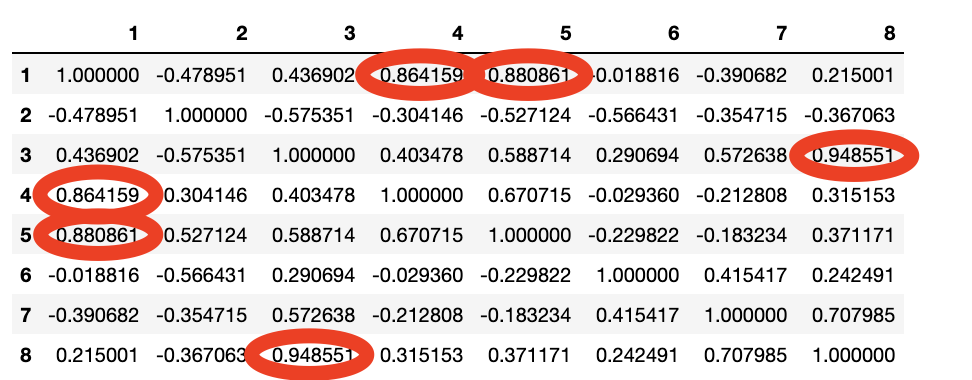 1 2 3 4 5 6 7 8
1 1.000000 -0.478951 0.436902 0.864159 0.880861 -0.018816 -0.390682 0.215001
2 -0.478951 1.000000 -0.575351 -0.304146 -0.527124 -0.566431 -0.354715 -0.367063
3 0.436902 -0.575351 1.000000 0.403478 0.588714 0.290694 0.572638 0.948551
4 0.864159 0.304146 0.403478 1.000000 0.670715 -0.029360 -0.212808 0.315153
5 0.880861 0.527124 0.588714 0.670715 1.000000 -0.229822 -0.183234 0.371171
6 -0.018816 -0.566431 0.290694 -0.029360 -0.229822 1.000000 0.415417 0.242491
7 -0.390682 -0.354715 0.572638 -0.212808 -0.183234 0.415417 1.000000 0.707985
8 0.215001 -0.367063 0.948551 0.315153 0.371171 0.242491 0.707985 1.000000